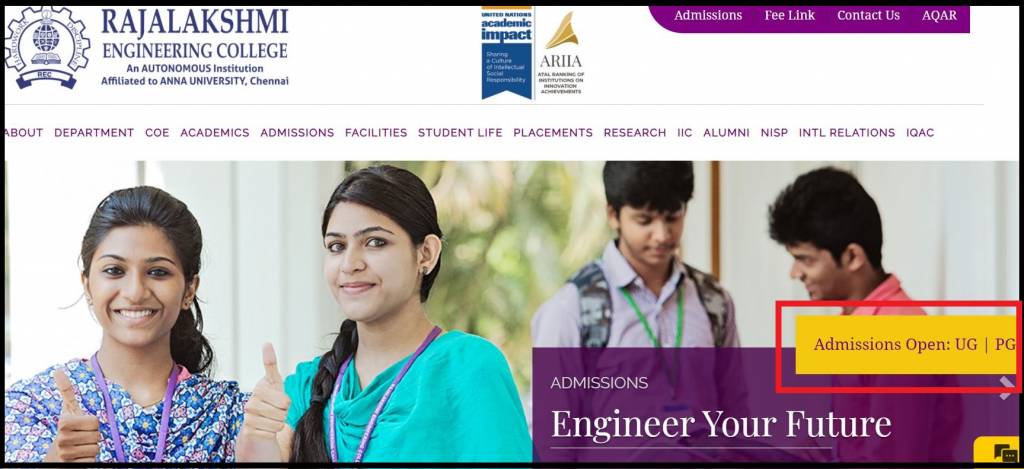 Admissions Fee Link Contact Us AQAR
RAJALAKSHMI
ENGINEERING COLLEGE
An AUTONOMOUS Institution
Affiliated to ANNA UNIVERSITY, Chennai
HARDWORK
DISCIPLINE
REC
UNITED NATIONS
academic
impact
Sharing
a Culture
of Intellectual
Social
Responsibility
ARIIA
ATAL RANKING OF
INSTITUTIONS ON
INNOVATION
ACHIEVEMENTS
ABOUT DEPARTMENT COE ACADEMICS ADMISSIONS FACILITIES STUDENT LIFE PLACEMENTS RESEARCH IIC ALUMNI NISP INTL RELATIONS IQAC
Admissions Open: UG | PG
ADMISSIONS
Engineer Your Future